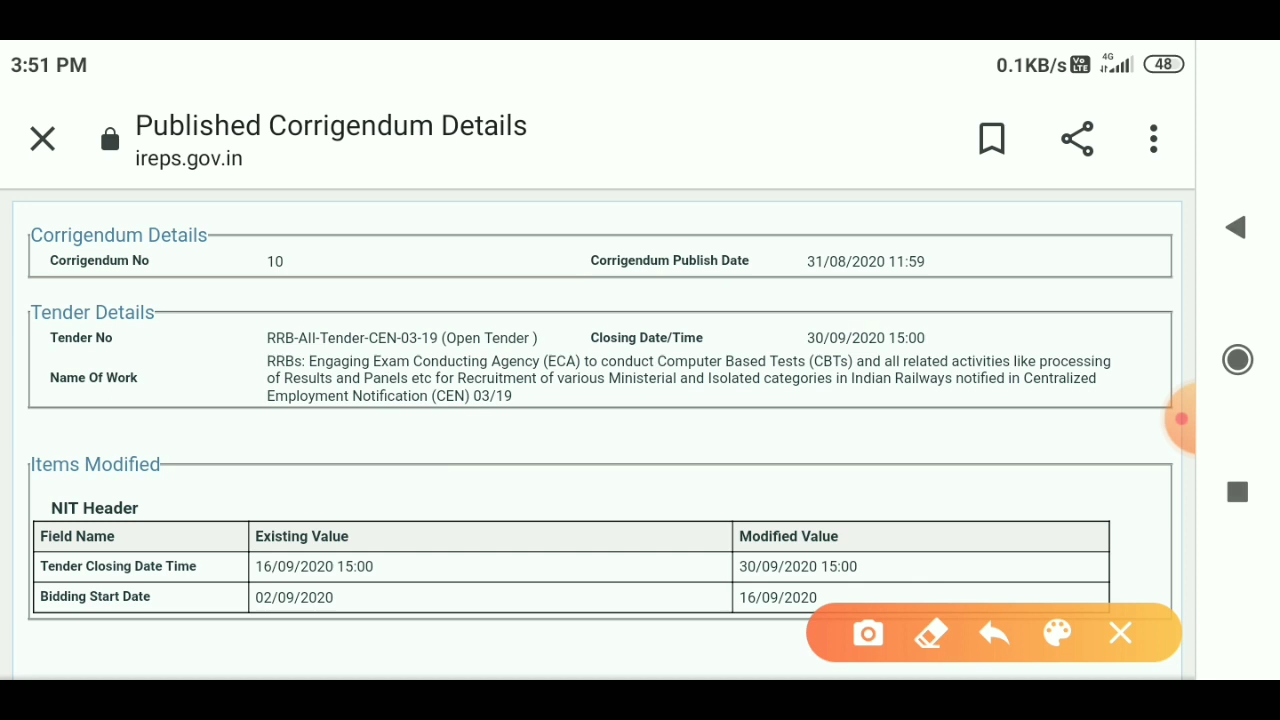 3:51 PM
0.1KB/s Vo LTE 4G 48
Published Corrigendum Details
ireps.gov.in
Corrigendum Details
Corrigendum No 10 Corrigendum Publish Date 31/08/2020 11:59
Tender Details
Tender No RRB-All-Tender-CEN-03-19 (Open Tender ) Closing Date/Time 30/09/2020 15:00
Name Of Work
RRBs: Engaging Exam Conducting Agency (ECA) to conduct Computer Based Tests (CBTs) and all related activities like processing
of Results and Panels etc for Recruitment of various Ministerial and Isolated categories in Indian Railways notified in Centralized
Employment Notification (CEN) 03/19
Items Modified
NIT Header
Field Name Existing Value Modified Value
Tender Closing Date Time 16/09/2020 15:00 30/09/2020 15:00
Bidding Start Date 02/09/2020 16/09/2020